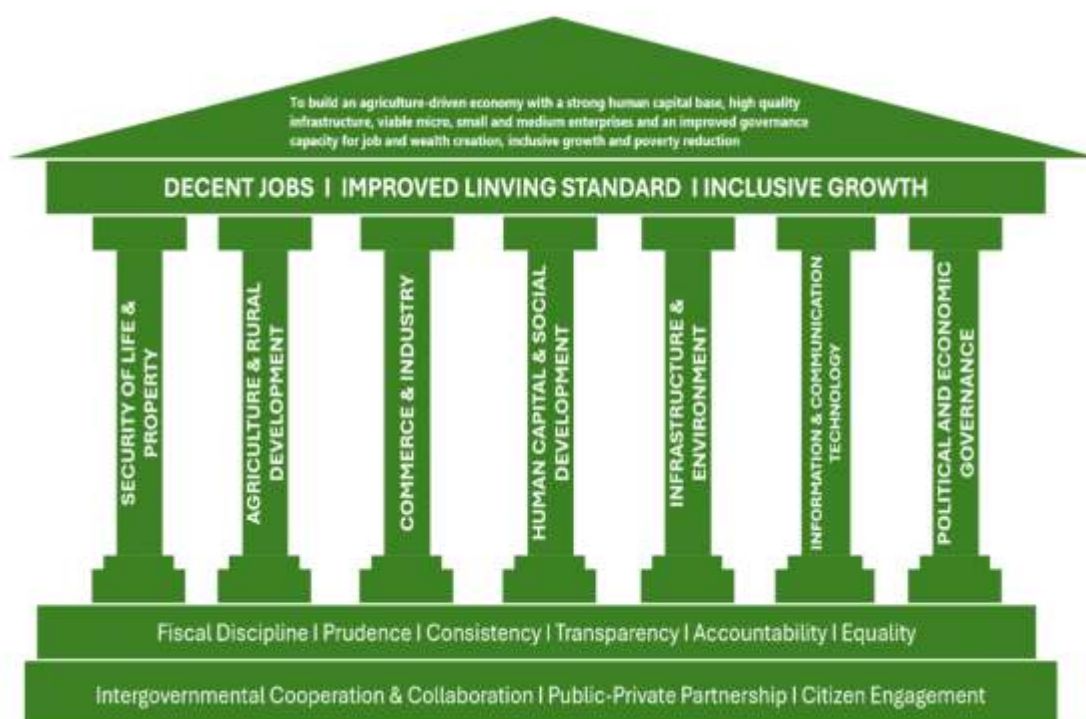 To build an agriculture-driven economy with a strong human capital base, high quality
infrastructure, viable micro, small and medium enterprises and an improved governance
capacity for job and wealth creation, inclusive growth and poverty reduction
DECENT JOBS I IMPROVED LINVING STANDARD I INCLUSIVE GROWTH
SECURITY OF LIFE &
PROPERTY
AGRICULTURE & RURAL
DEVELOPMENT
COMMERCE & INDUSTRY
HUMAN CAPITAL & SOCIAL
DEVELOPMENT
INFRASTRUCTURE &
ENVIRONMENT
INFORMATION & COMMUNICATION
TECHNOLOGY
POLITICAL AND ECONOMIC
GOVERNANCE
Fiscal Discipline I Prudence I Consistency I Transparency I Accountability I Equality
Intergovernmental Cooperation & Collaboration I Public-Private Partnership I Citizen Engagement